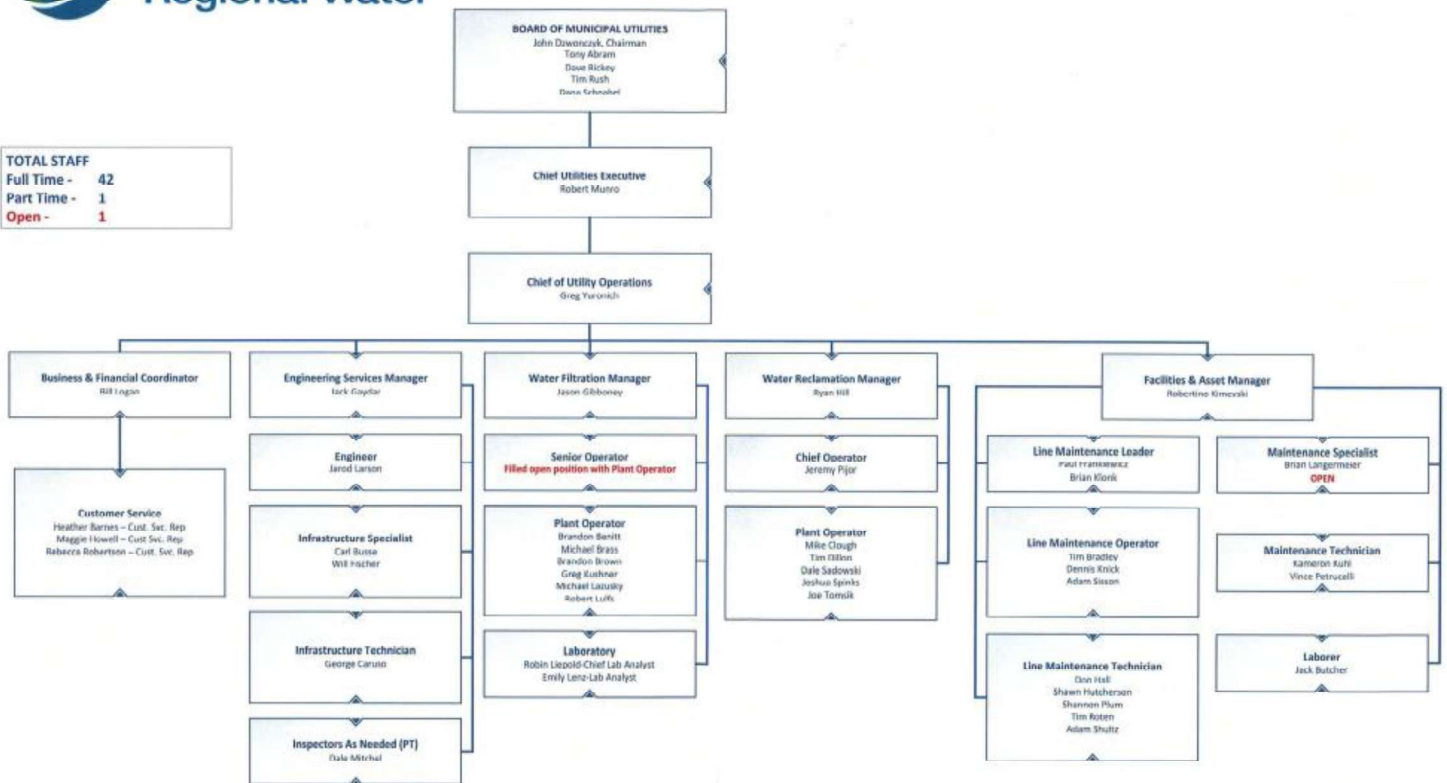 Regional Water
BOARD OF MUNICIPAL UTILITIES
John Dzwonczyk, Chairman
Tony Abram
Dave Rickey
Tim Rush
Dana Schnabel
TOTAL STAFF
Full Time - 42
Part Time - 1
Open - 1
Chief Utilities Executive
Robert Munro
Chief of Utility Operations
Greg Yuronich
Business & Financial Coordinator
Bill Logan
Customer Service
Heather Barnes – Cust. Svc. Rep
Maggie Howell – Cust Svc. Rep
Rebecca Robertson – Cust. Svc. Rep
Engineering Services Manager
Jack Gaydar
Engineer
Jarod Larson
Infrastructure Specialist
Carl Busse
Will Fischer
Infrastructure Technician
George Caruso
Inspectors As Needed (PT)
Dale Mitchel
Water Filtration Manager
Jason Gibboney
Senior Operator
Filled open position with Plant Operator
Plant Operator
Brandon Benitt
Michael Brass
Brandon Brown
Greg Kushner
Michael Lazusky
Robert Lulfs
Laboratory
Robin Liepold-Chief Lab Analyst
Emily Lenz-Lab Analyst
Water Reclamation Manager
Ryan Hill
Chief Operator
Jeremy Pijor
Plant Operator
Mike Clough
Tim Dillon
Dale Sadowski
Joshua Spinks
Joe Tomsik
Facilities & Asset Manager
Robertino Kimevski
Line Maintenance Leader
Paul Frankiewicz
Brian Klonk
Line Maintenance Operator
Tim Bradley
Dennis Knick
Adam Sisson
Line Maintenance Technician
Don Hall
Shawn Hutcherson
Shannon Plum
Tim Roten
Adam Shultz
Maintenance Specialist
Brian Langermeier
OPEN
Maintenance Technician
Kameron Kuhl
Vince Petrucelli
Laborer
Jack Butcher